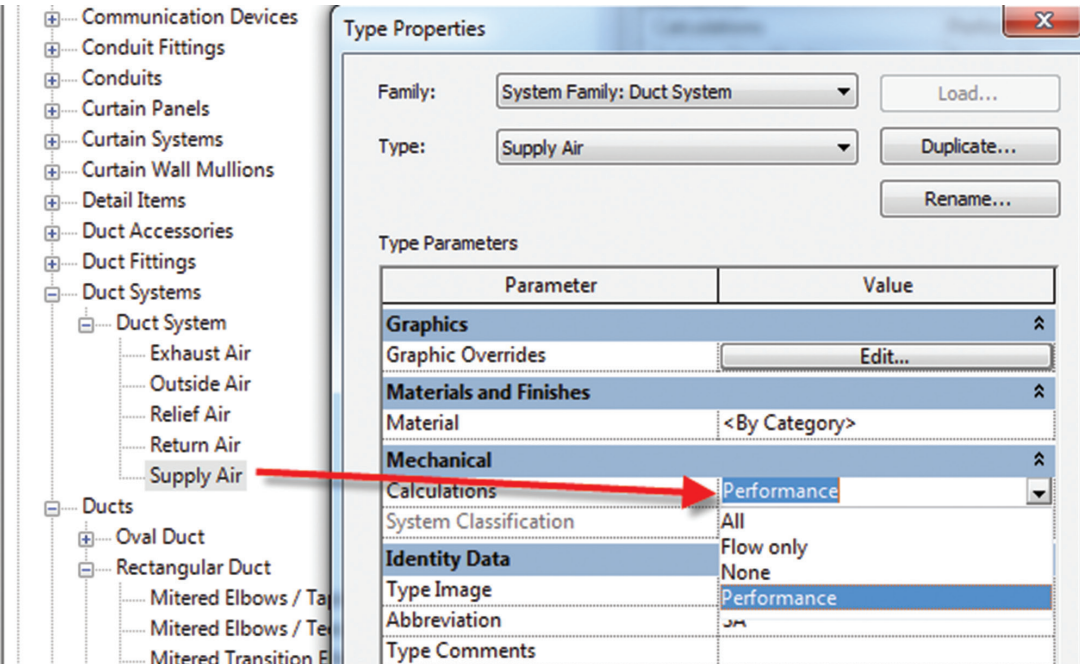 Communication Devices
Conduit Fittings
Conduits
Curtain Panels
Curtain Systems
Curtain Wall Mullions
Detail Items
Duct Accessories
Duct Fittings
Duct Systems
Duct System
Exhaust Air
Outside Air
Relief Air
Return Air
Supply Air
Ducts
Oval Duct
Rectangular Duct
Mitered Elbows /
Mitered Elbows /
Mitered Transition
Type Properties
Family: System Family: Duct System Load...
Type: Supply Air Duplicate...
Rename...
Type Parameters
Parameter Value
Graphics
Graphic Overrides Edit...
Materials and Finishes
Material <By Category>
Mechanical
Calculations Performance
System Classification All
Flow only
Identity Data None
Type Image Performance
Abbreviation SA
Type Comments